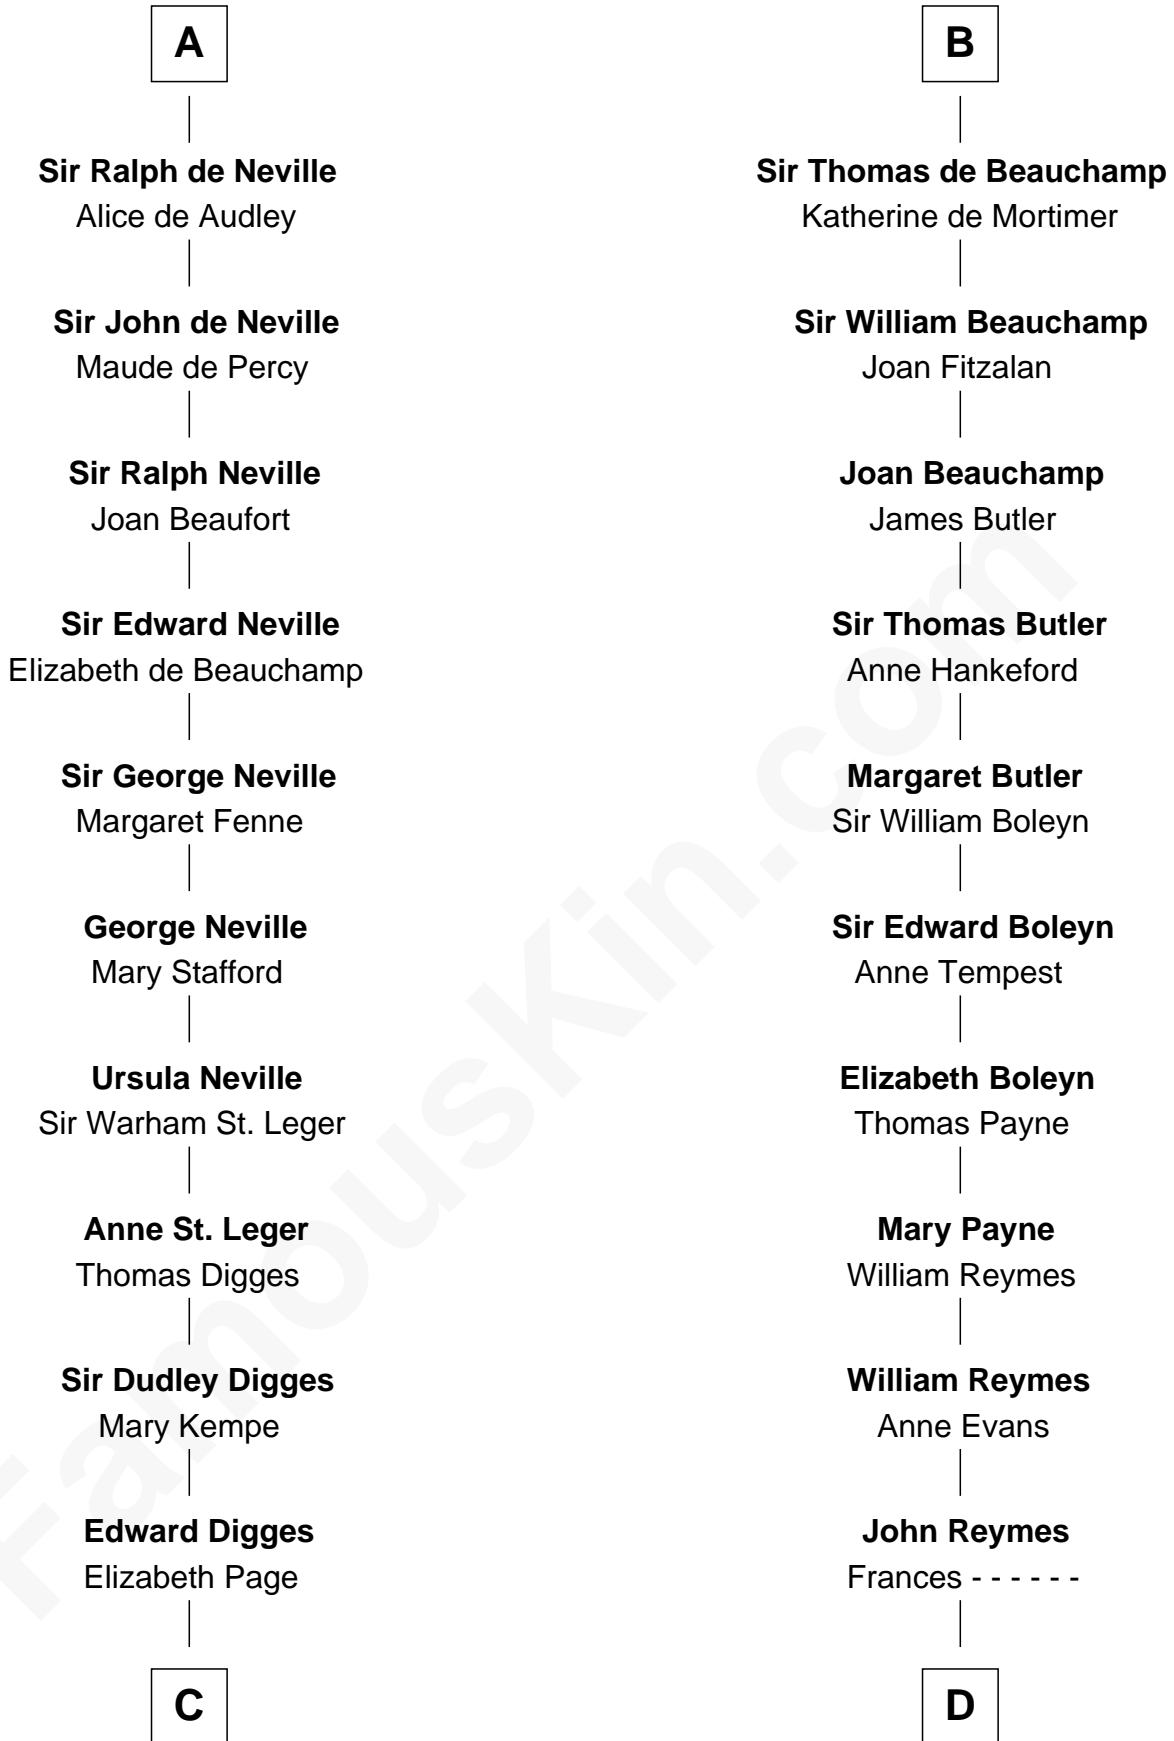 A
Sir Ralph de Neville
Alice de Audley
Sir John de Neville
Maude de Percy
Sir Ralph Neville
Joan Beaufort
Sir Edward Neville
Elizabeth de Beauchamp
Sir George Neville
Margaret Fenne
George Neville
Mary Stafford
Ursula Neville
Sir Warham St. Leger
Anne St. Leger
Thomas Digges
Sir Dudley Digges
Mary Kempe
Edward Digges
Elizabeth Page
C
B
Sir Thomas de Beauchamp
Katherine de Mortimer
Sir William Beauchamp
Joan Fitzalan
Joan Beauchamp
James Butler
Sir Thomas Butler
Anne Hankeford
Margaret Butler
Sir William Boleyn
Sir Edward Boleyn
Anne Tempest
Elizabeth Boleyn
Thomas Payne
Mary Payne
William Reymes
William Reymes
Anne Evans
John Reymes
Frances - - - - - -
D
FamousKin.com